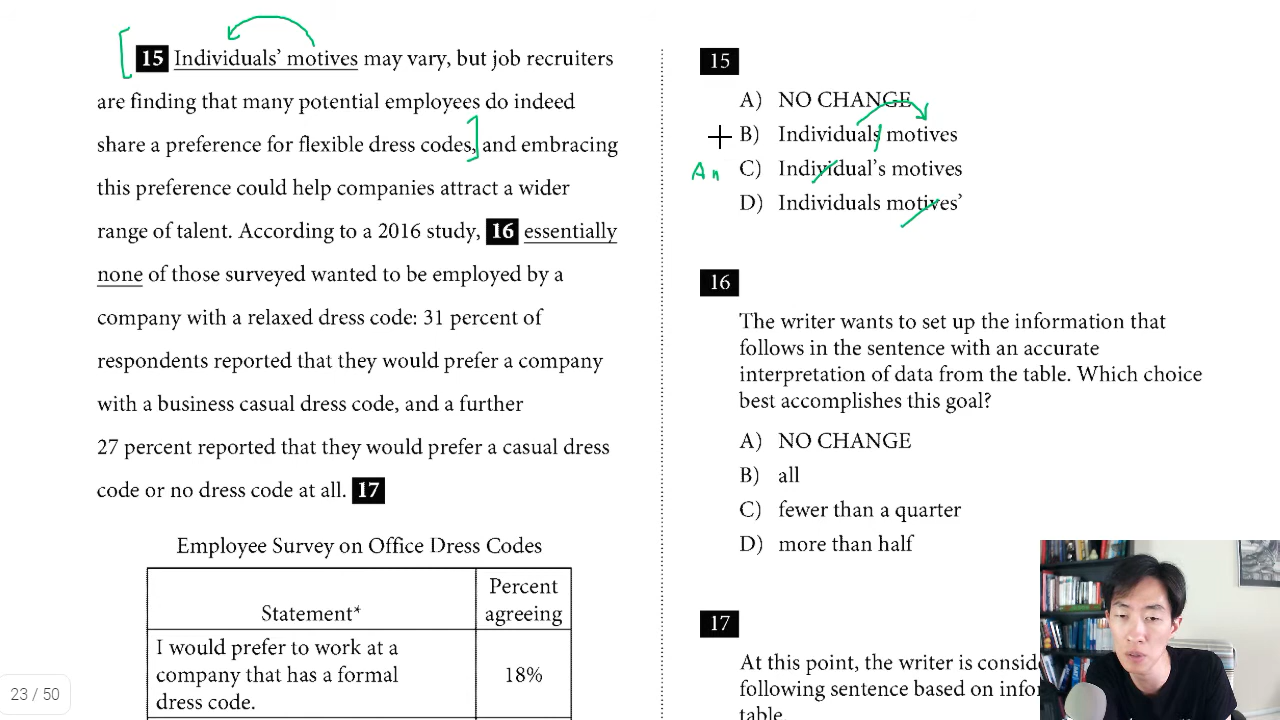 15 Individuals’ motives may vary, but job recruiters
are finding that many potential employees do indeed
share a preference for flexible dress codes, and embracing
this preference could help companies attract a wider
range of talent. According to a 2016 study, 16 essentially
none of those surveyed wanted to be employed by a
company with a relaxed dress code: 31 percent of
respondents reported that they would prefer a company
with a business casual dress code, and a further
27 percent reported that they would prefer a casual dress
code or no dress code at all. 17
Employee Survey on Office Dress Codes
Statement*
Percent
agreeing
I would prefer to work at a
company that has a formal
dress code.
18%
23 / 50
15
A) NO CHANGE
B) Individuals motives
An
C) Individual’s motives
D) Individuals motives’
16
The writer wants to set up the information that
follows in the sentence with an accurate
interpretation of data from the table. Which choice
best accomplishes this goal?
A) NO CHANGE
B) all
C) fewer than a quarter
D) more than half
17
At this point, the writer is
following sentence based on
table.